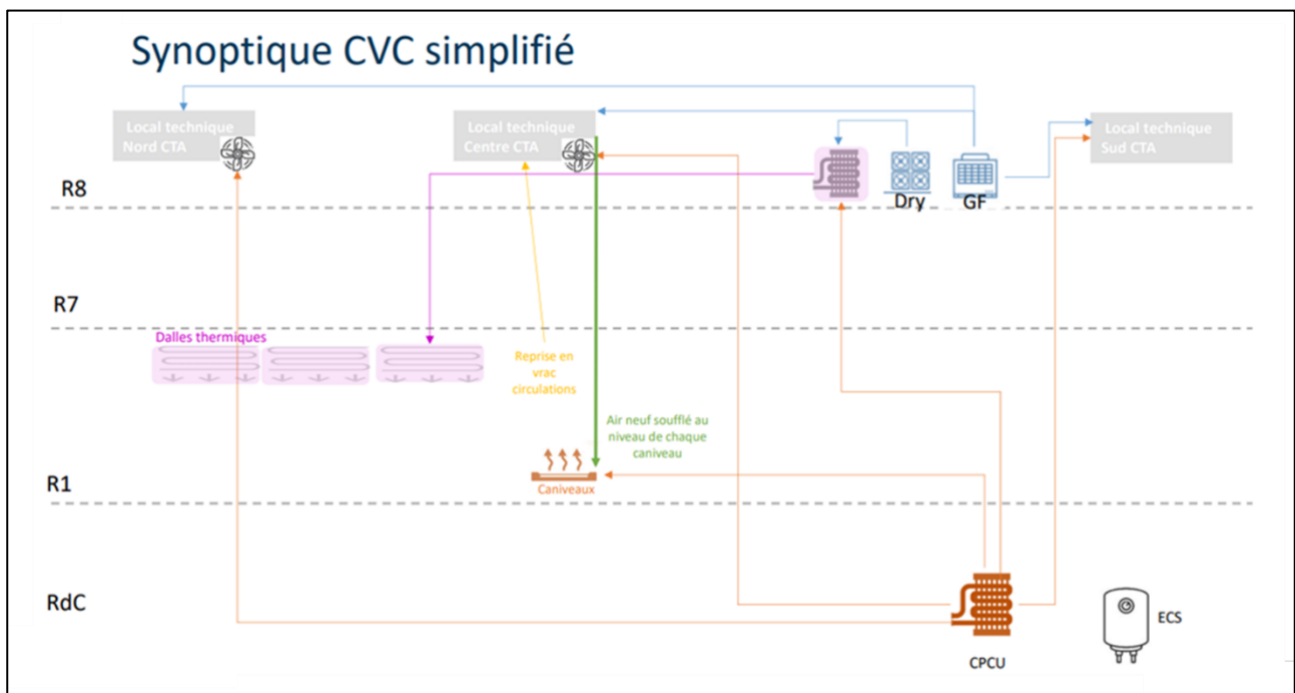 Synoptique CVC simplifié
Local technique
Nord CTA
Local technique
Centre CTA
Local technique
Sud CTA
R8
Dry
GF
R7
Dalles thermiques
Reprise en
vrac
circulations
Air neuf soufflé au
niveau de chaque
caniveau
R1
Caniveaux
RdC
ECS
CPCU